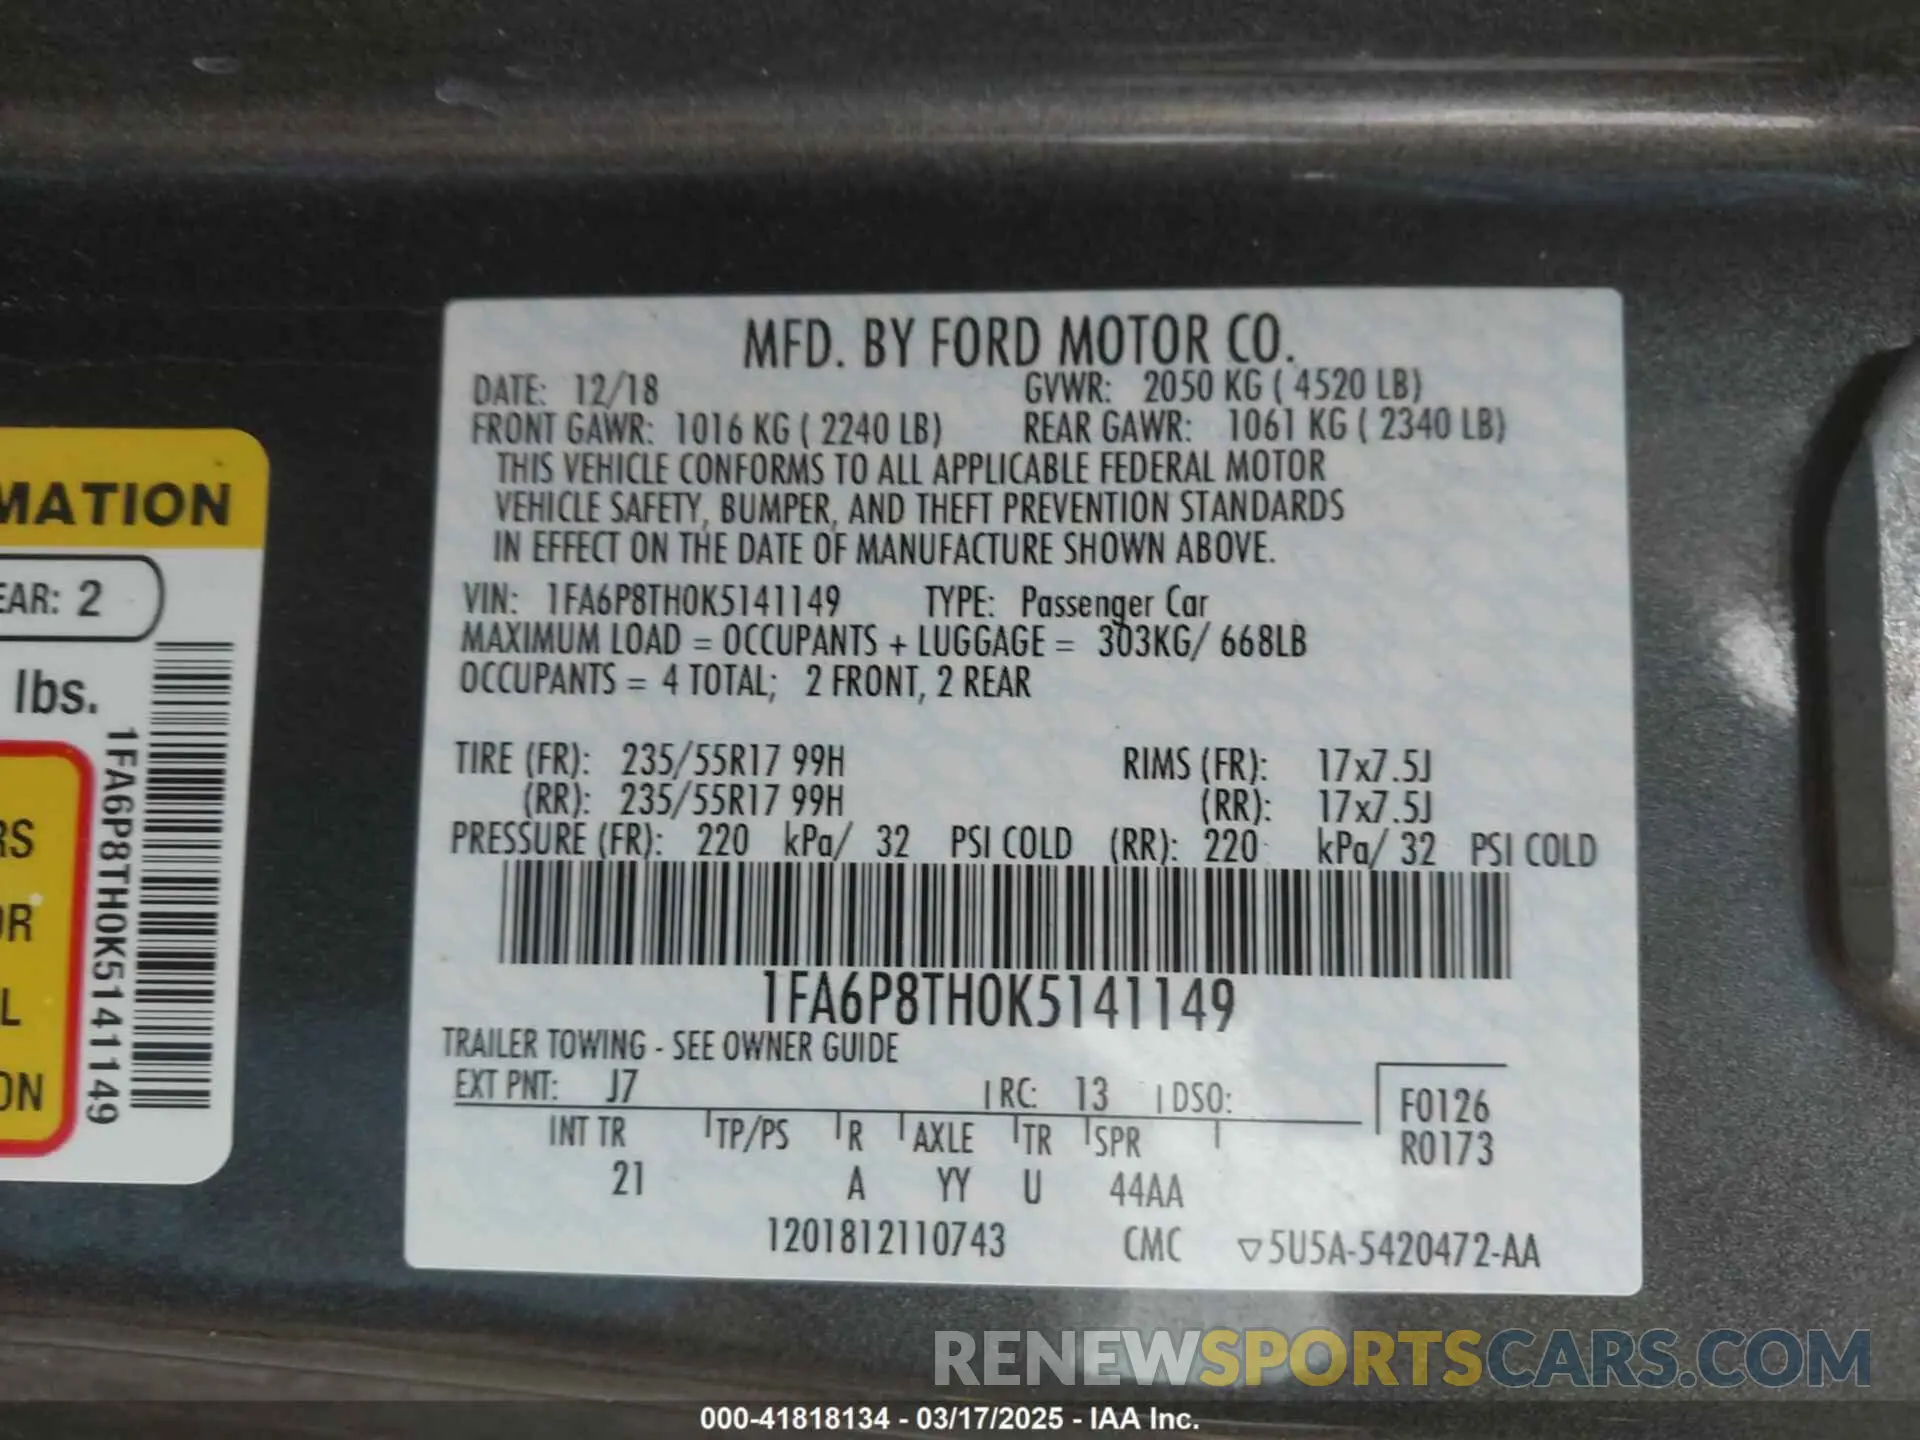 MFD. BY FORD MOTOR CO.
DATE: 12/18 GVWR: 2050 KG ( 4520 LB)
FRONT GAWR: 1016 KG ( 2240 LB) REAR GAWR: 1061 KG ( 2340 LB)
THIS VEHICLE CONFORMS TO ALL APPLICABLE FEDERAL MOTOR
VEHICLE SAFETY, BUMPER, AND THEFT PREVENTION STANDARDS
IN EFFECT ON THE DATE OF MANUFACTURE SHOWN ABOVE.
VIN: 1FA6P8TH0K5141149 TYPE: Passenger Car
MAXIMUM LOAD = OCCUPANTS + LUGGAGE = 303KG/ 668LB
OCCUPANTS = 4 TOTAL; 2 FRONT, 2 REAR
TIRE (FR): 235/55R17 99H RIMS (FR): 17x7.5J
(RR): 235/55R17 99H (RR): 17x7.5J
PRESSURE (FR): 220 kPa/ 32 PSI COLD (RR): 220 kPa/ 32 PSI COLD
1FA6P8TH0K5141149
TRAILER TOWING - SEE OWNER GUIDE
EXT PNT: J7 RC: 13 DSO: F0126
INT TR TP/PS R AXLE TR SPR R0173
21 A YY U 44AA
1201812110743 CMC ▽5U5A-5420472-AA
MATION
EAR: 2
lbs.
1FA6P8TH0K5141149
RS
OR
L
ON
RENEWSPORTSCARS.COM
000-41818134 - 03/17/2025 - IAA Inc.